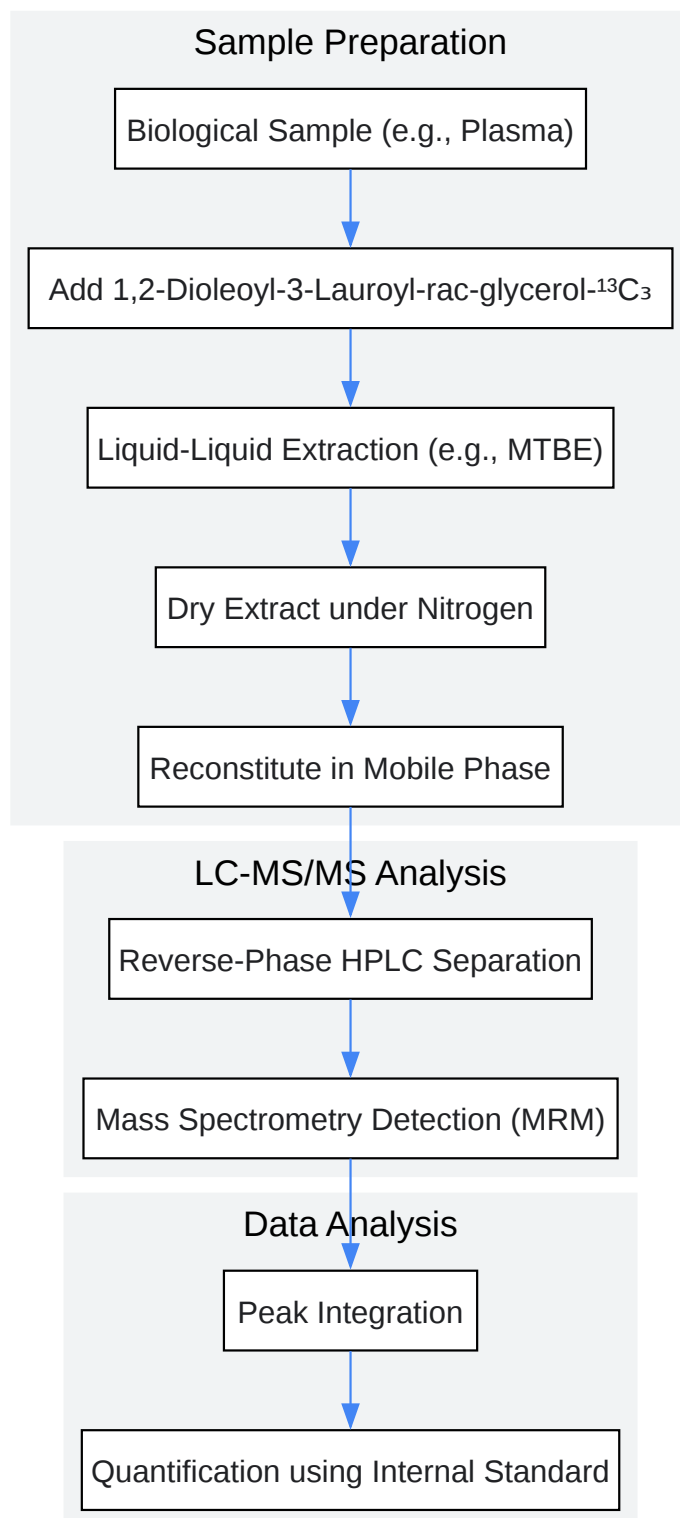 Sample Preparation
Biological Sample (e.g., Plasma)
Add 1,2-Dioleoyl-3-Lauroyl-rac-glycerol-¹³C₃
Liquid-Liquid Extraction (e.g., MTBE)
Dry Extract under Nitrogen
Reconstitute in Mobile Phase
LC-MS/MS Analysis
Reverse-Phase HPLC Separation
Mass Spectrometry Detection (MRM)
Data Analysis
Peak Integration
Quantification using Internal Standard